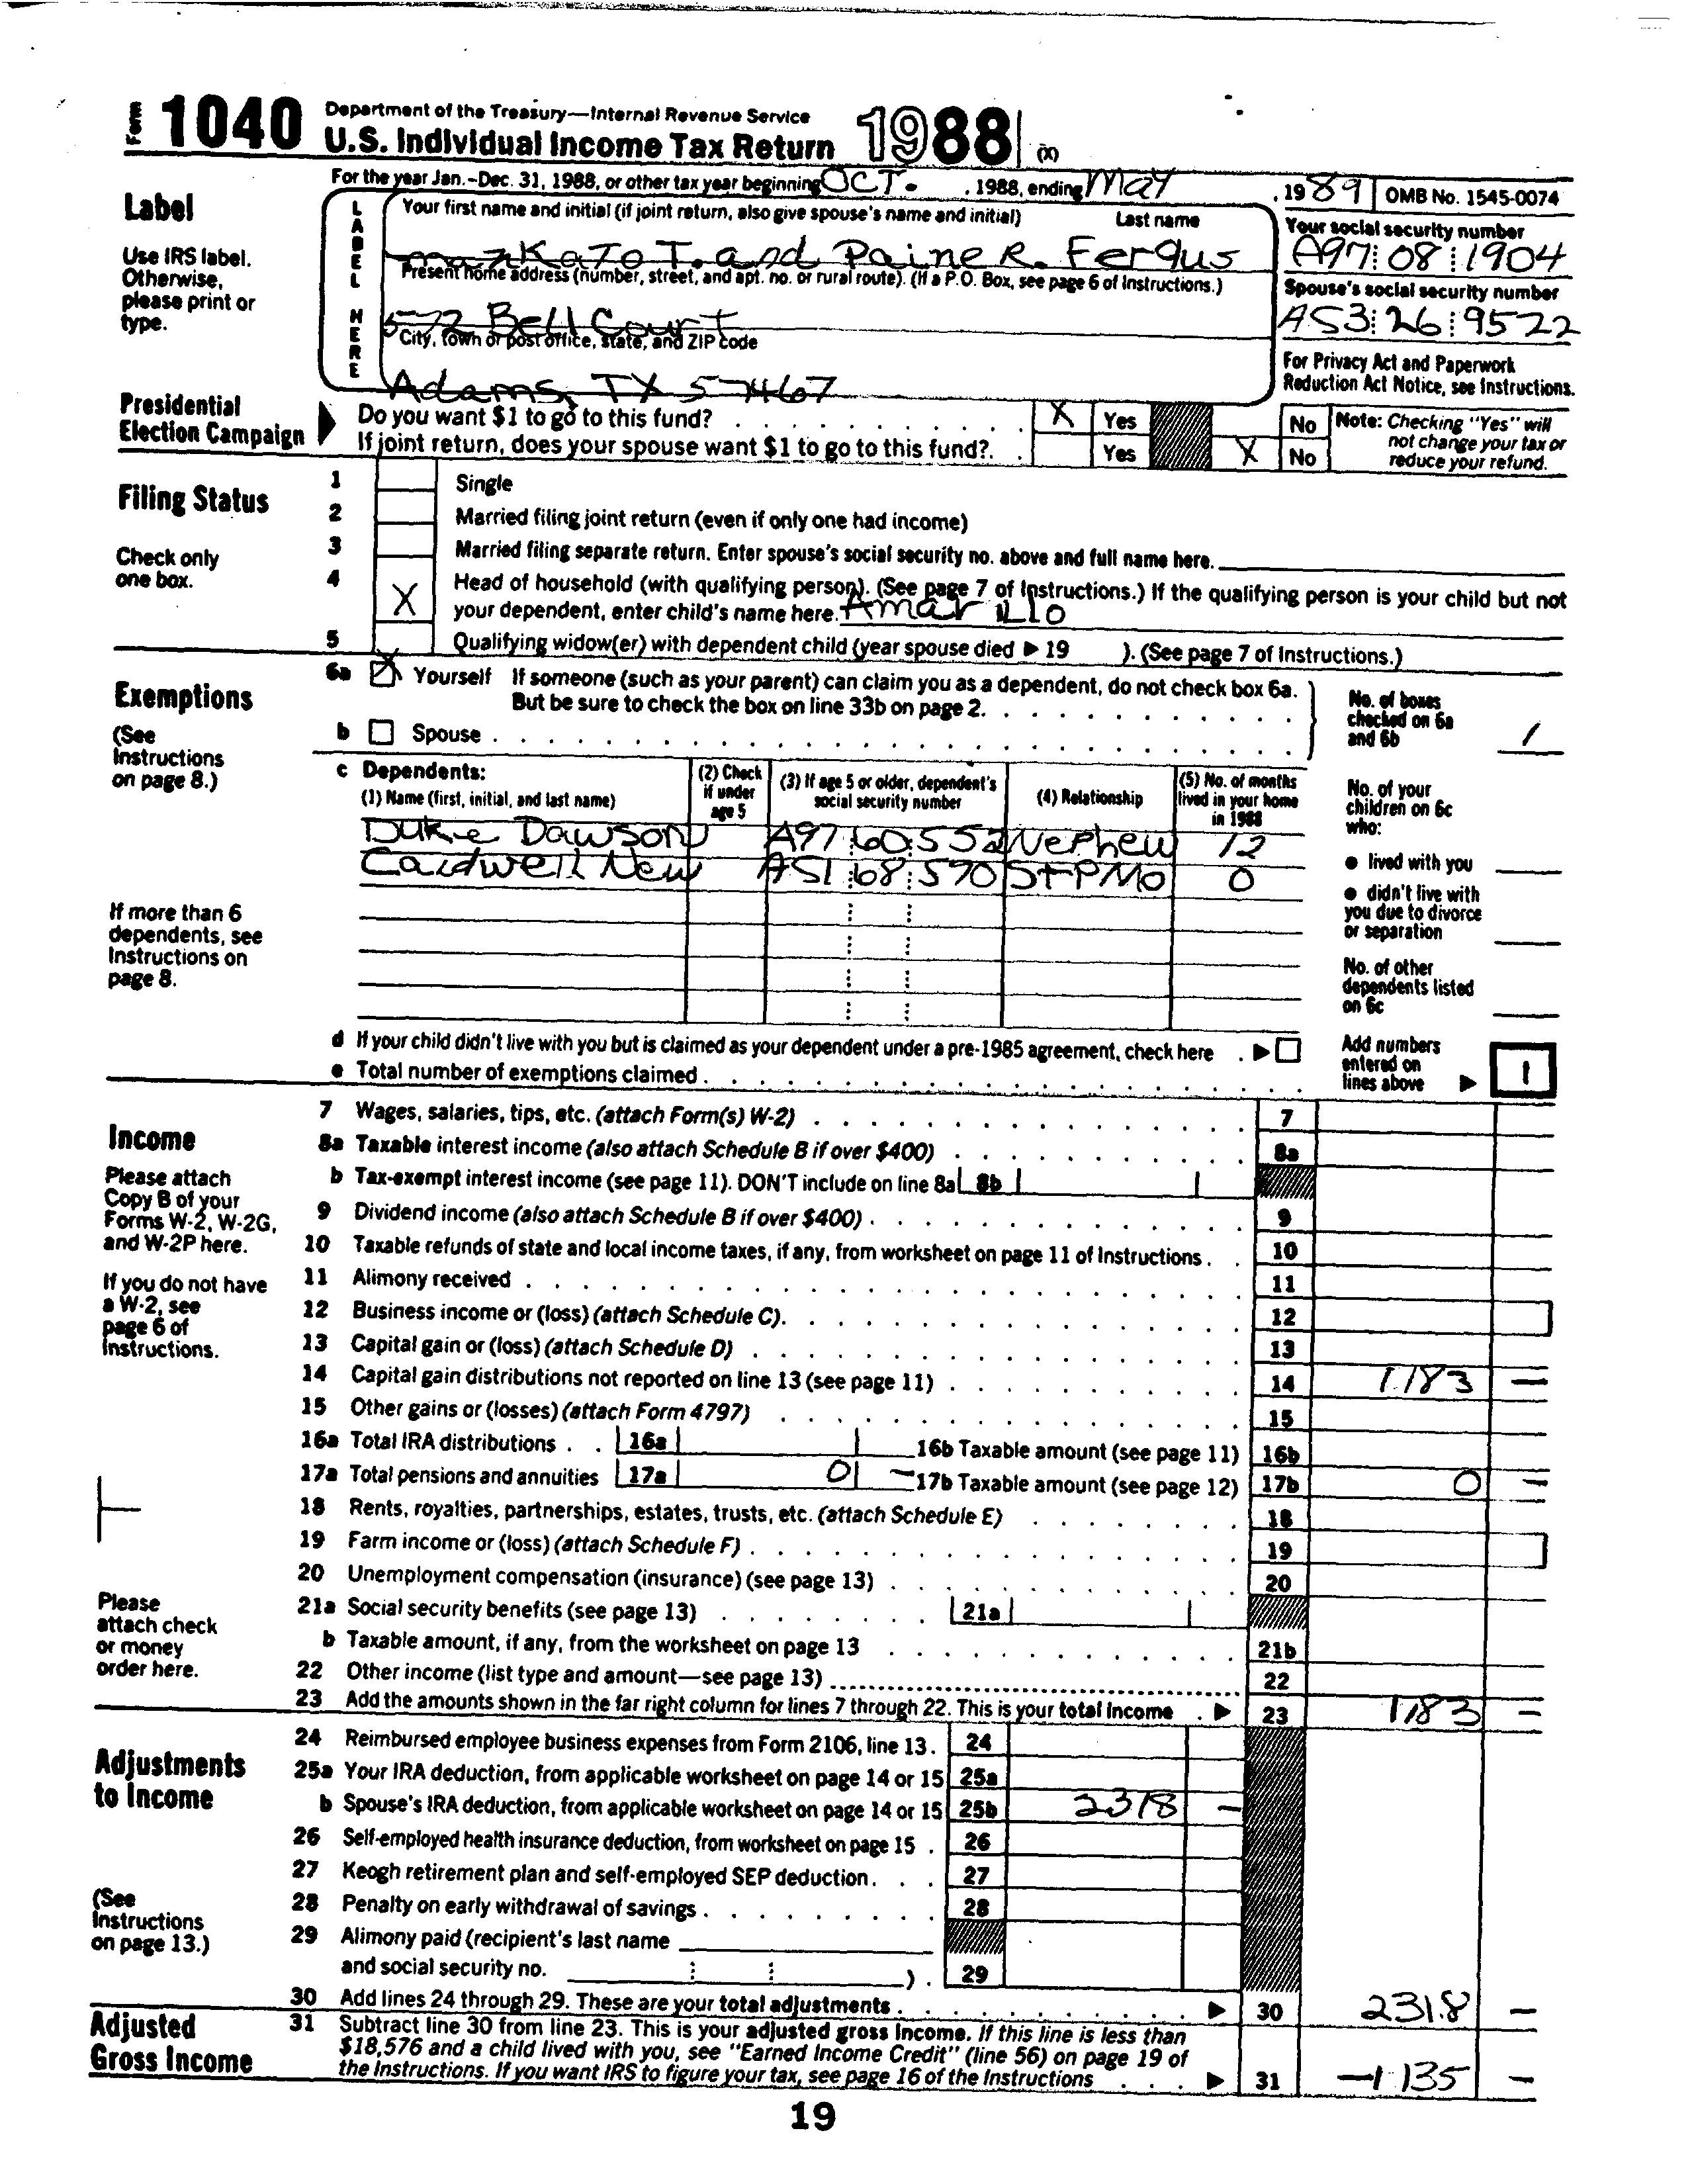 Form 1040 Department of the Treasury—Internal Revenue Service
U.S. Individual Income Tax Return 1988 (X)
For the year Jan.-Dec. 31, 1988, or other tax year beginning OCT. , 1988, ending May , 19 89 OMB No. 1545-0074
Label
Use IRS label. Otherwise, please print or type.
LABEL HERE
Your first name and initial (if joint return, also give spouse's name and initial) Last name
T. and Paine R. Fergus
Your social security number
A97 08 1904
Present home address (number, street, and apt. no. or rural route). (If a P.O. Box, see page 6 of Instructions.)
572 Bell Court
Spouse's social security number
AS3 26 9522
City, town or post office, state, and ZIP code
Adams, TX 57467
For Privacy Act and Paperwork Reduction Act Notice, see Instructions.
Presidential Election Campaign
Do you want $1 to go to this fund? X Yes No
If joint return, does your spouse want $1 to go to this fund?. Yes X No
Note: Checking "Yes" will not change your tax or reduce your refund.
Filing Status
Check only one box.
1 Single
2 Married filing joint return (even if only one had income)
3 Married filing separate return. Enter spouse's social security no. above and full name here.
4 X Head of household (with qualifying person). (See page 7 of Instructions.) If the qualifying person is your child but not
your dependent, enter child's name here. Amarillo
5 Qualifying widow(er) with dependent child (year spouse died ▶ 19 ). (See page 7 of Instructions.)
Exemptions
(See Instructions on page 8.)
6a X Yourself If someone (such as your parent) can claim you as a dependent, do not check box 6a.
But be sure to check the box on line 33b on page 2.
b Spouse
No. of boxes checked on 6a and 6b 1
c Dependents:
(1) Name (first, initial, and last name) (2) Check if under age 5 (3) If age 5 or older, dependent's social security number (4) Relationship (5) No. of months lived in your home in 1988
Duke Dawson A97 60 552 Nephew 12
Caldwell New AS1 68 570 STPMO 0
No. of your children on 6c who:
● lived with you
● didn't live with you due to divorce or separation
No. of other dependents listed on 6c
If more than 6 dependents, see Instructions on page 8.
d If your child didn't live with you but is claimed as your dependent under a pre-1985 agreement, check here . ▶
e Total number of exemptions claimed
Add numbers entered on lines above ▶ 1
Income
Please attach Copy B of your Forms W-2, W-2G, and W-2P here.
If you do not have a W-2, see page 6 of Instructions.
Please attach check or money order here.
7 Wages, salaries, tips, etc. (attach Form(s) W-2) 7
8a Taxable interest income (also attach Schedule B if over $400) 8a
b Tax-exempt interest income (see page 11). DON'T include on line 8a 8b
9 Dividend income (also attach Schedule B if over $400) 9
10 Taxable refunds of state and local income taxes, if any, from worksheet on page 11 of Instructions 10
11 Alimony received 11
12 Business income or (loss) (attach Schedule C). 12
13 Capital gain or (loss) (attach Schedule D) 13
14 Capital gain distributions not reported on line 13 (see page 11) 14 1183 —
15 Other gains or (losses) (attach Form 4797) 15
16a Total IRA distributions 16a 16b Taxable amount (see page 11) 16b
17a Total pensions and annuities 17a 0 — 17b Taxable amount (see page 12) 17b 0 —
18 Rents, royalties, partnerships, estates, trusts, etc. (attach Schedule E) 18
19 Farm income or (loss) (attach Schedule F) 19
20 Unemployment compensation (insurance) (see page 13) 20
21a Social security benefits (see page 13) 21a
b Taxable amount, if any, from the worksheet on page 13 21b
22 Other income (list type and amount—see page 13) 22
23 Add the amounts shown in the far right column for lines 7 through 22. This is your total income ▶ 23 1183 —
Adjustments to Income
(See Instructions on page 13.)
24 Reimbursed employee business expenses from Form 2106, line 13. 24
25a Your IRA deduction, from applicable worksheet on page 14 or 15 25a
b Spouse's IRA deduction, from applicable worksheet on page 14 or 15 25b 2318 —
26 Self-employed health insurance deduction, from worksheet on page 15 26
27 Keogh retirement plan and self-employed SEP deduction 27
28 Penalty on early withdrawal of savings 28
29 Alimony paid (recipient's last name
and social security no. ). 29
30 Add lines 24 through 29. These are your total adjustments ▶ 30 2318 —
Adjusted Gross Income
31 Subtract line 30 from line 23. This is your adjusted gross income. If this line is less than
$18,576 and a child lived with you, see "Earned Income Credit" (line 56) on page 19 of
the Instructions. If you want IRS to figure your tax, see page 16 of the Instructions ▶ 31 -1135 —
19